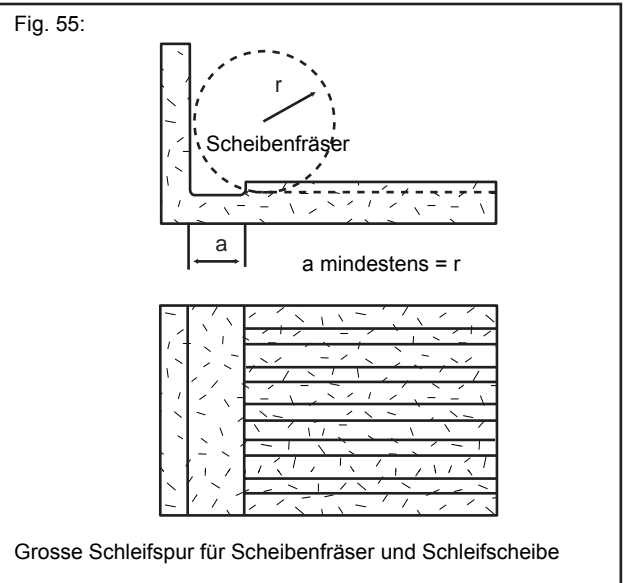 Fig. 55:
r
Scheibenfräser
a
a mindestens = r
Grosse Schleifspur für Scheibenfräser und Schleifscheibe